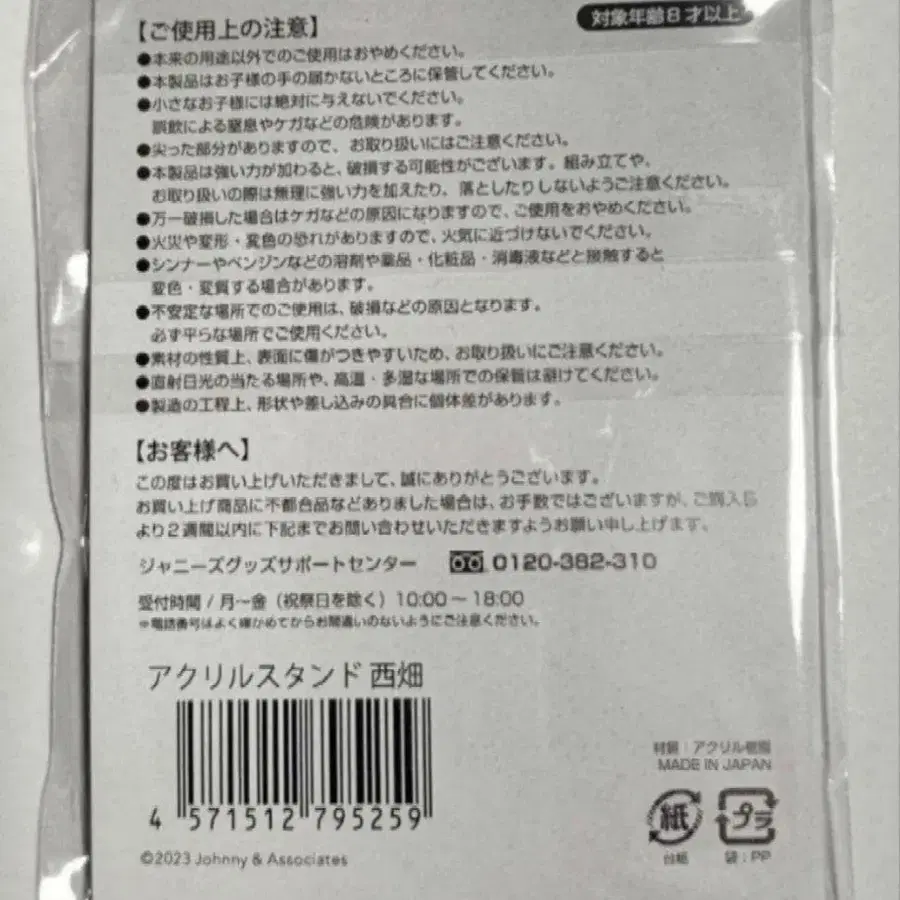 対象年齢8才以上
【ご使用上の注意】
●本来の用途以外でのご使用はおやめください。
●本製品はお子様の手の届かないところに保管してください。
●小さなお子様には絶対に与えないでください。
誤飲による窒息やケガなどの危険があります。
●尖った部分がありますので、お取り扱いにはご注意ください。
●本製品は強い力が加わると、破損する可能性がございます。組み立てや、
お取り扱いの際は無理に強い力を加えたり、落としたりしないようご注意ください。
●万一破損した場合はケガなどの原因になりますので、ご使用をおやめください。
●火災や変形・変色の恐れがありますので、火気に近づけないでください。
●シンナーやベンジンなどの溶剤や薬品・化粧品・消毒液などと接触すると
変色・変質する場合があります。
●不安定な場所でのご使用は、破損などの原因となります。
必ず平らな場所でご使用ください。
●素材の性質上、表面に傷がつきやすいため、お取り扱いにご注意ください。
●直射日光の当たる場所や、高温・多湿な場所での保管は避けてください。
●製造の工程上、形状や差し込みの具合に個体差があります。
【お客様へ】
この度はお買い上げいただきまして、誠にありがとうございます。
お買い上げ商品に不都合品などありました場合は、お手数ではございますが、ご購入日
より2週間以内に下記までお問い合わせいただきますようお願い申し上げます。
ジャニーズグッズサポートセンター 0120-382-310
受付時間 / 月〜金（祝祭日を除く）10:00〜18:00
※電話番号はよく確かめてからお間違いのないようにご注意ください。
アクリルスタンド 西畑
4 571512 795259
©2023 Johnny & Associates
材質：アクリル樹脂
MADE IN JAPAN
紙 プラ
台紙 袋：PP